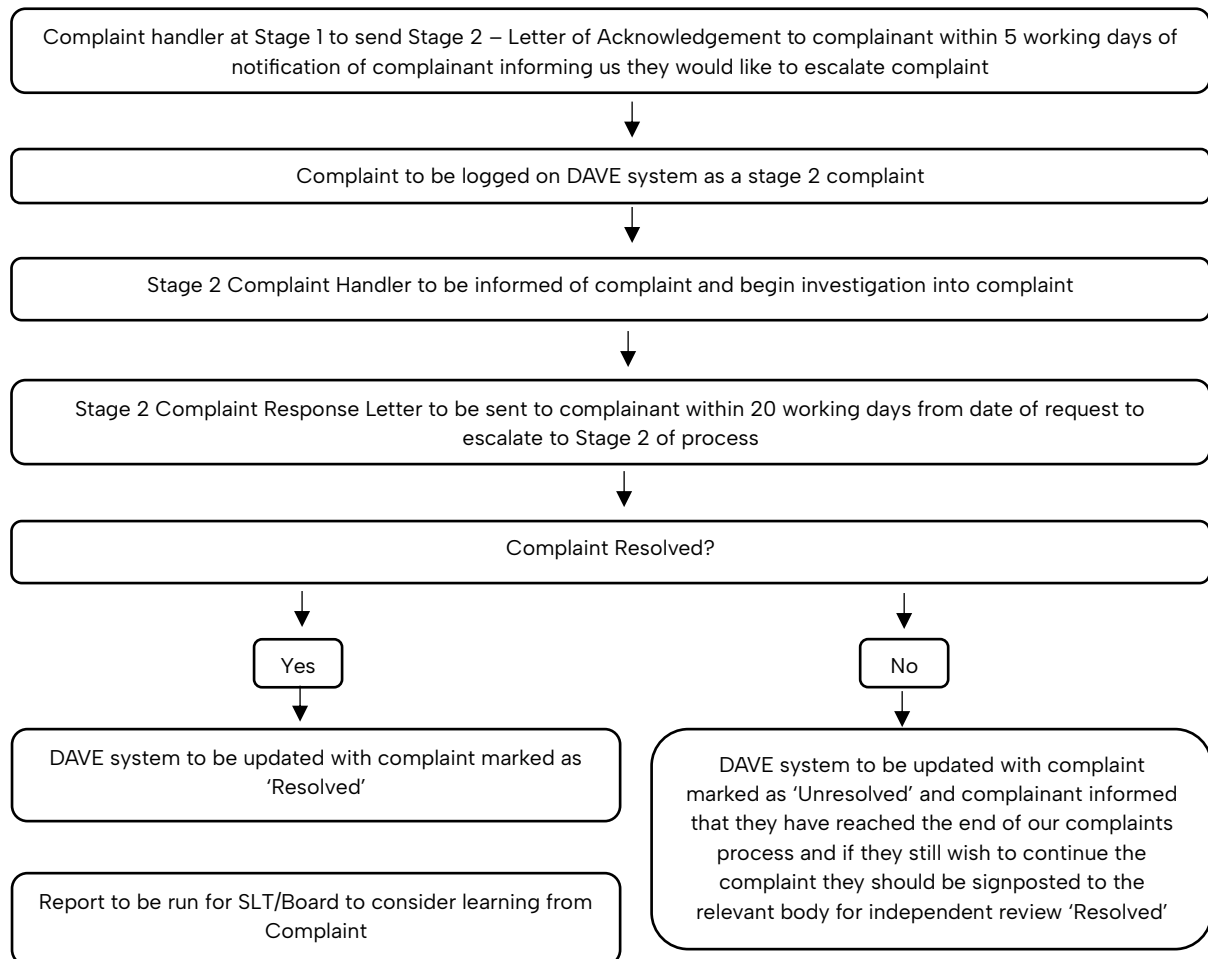 Complaint handler at Stage 1 to send Stage 2 – Letter of Acknowledgement to complainant within 5 working days of
notification of complainant informing us they would like to escalate complaint
Complaint to be logged on DAVE system as a stage 2 complaint
Stage 2 Complaint Handler to be informed of complaint and begin investigation into complaint
Stage 2 Complaint Response Letter to be sent to complainant within 20 working days from date of request to
escalate to Stage 2 of process
Complaint Resolved?
Yes
No
DAVE system to be updated with complaint marked as
‘Resolved’
Report to be run for SLT/Board to consider learning from
Complaint
DAVE system to be updated with complaint
marked as ‘Unresolved’ and complainant informed
that they have reached the end of our complaints
process and if they still wish to continue the
complaint they should be signposted to the
relevant body for independent review ‘Resolved’